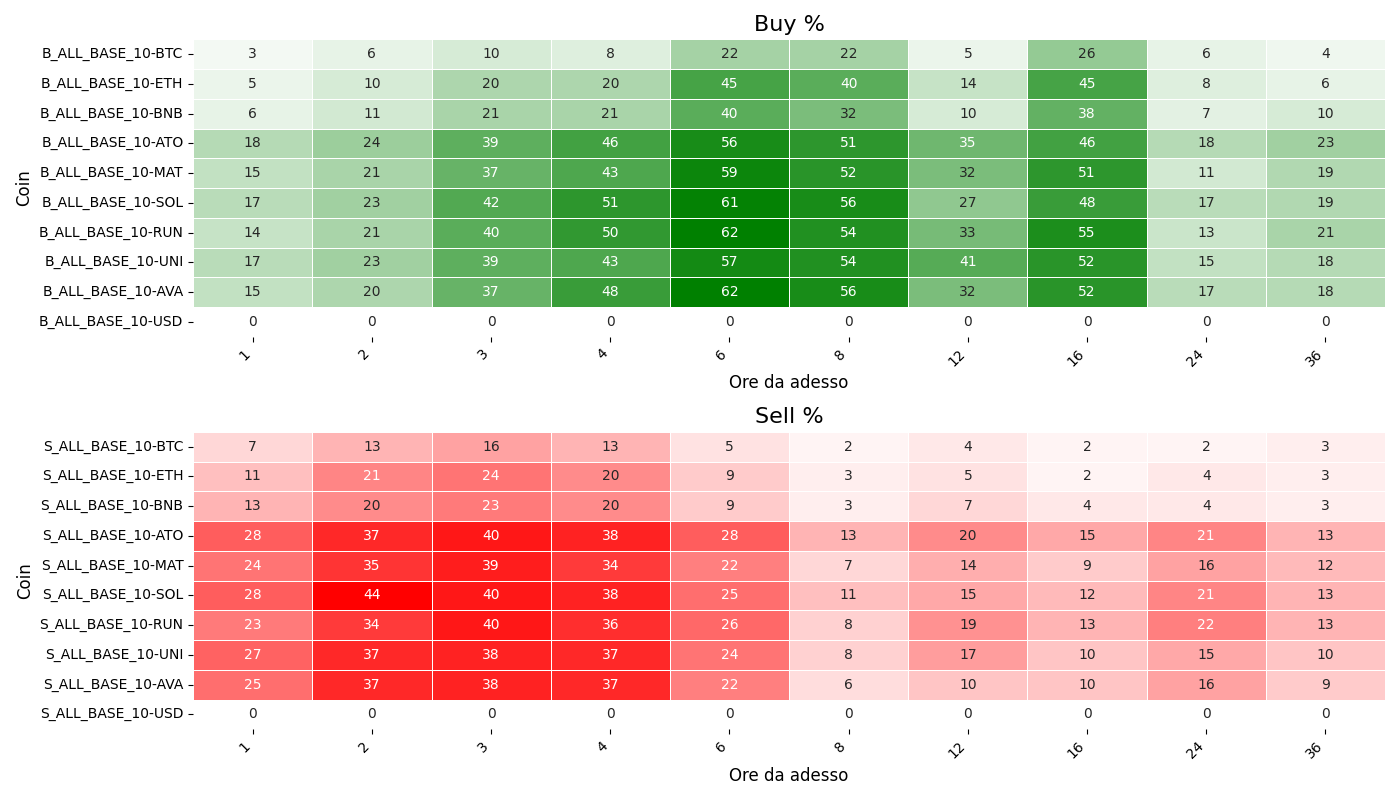 Buy %
Coin
B_ALL_BASE_10-BTC 3 6 10 8 22 22 5 26 6 4
B_ALL_BASE_10-ETH 5 10 20 20 45 40 14 45 8 6
B_ALL_BASE_10-BNB 6 11 21 21 40 32 10 38 7 10
B_ALL_BASE_10-ATO 18 24 39 46 56 51 35 46 18 23
B_ALL_BASE_10-MAT 15 21 37 43 59 52 32 51 11 19
B_ALL_BASE_10-SOL 17 23 42 51 61 56 27 48 17 19
B_ALL_BASE_10-RUN 14 21 40 50 62 54 33 55 13 21
B_ALL_BASE_10-UNI 17 23 39 43 57 54 41 52 15 18
B_ALL_BASE_10-AVA 15 20 37 48 62 56 32 52 17 18
B_ALL_BASE_10-USD 0 0 0 0 0 0 0 0 0 0
1 2 3 4 6 8 12 16 24 36
Ore da adesso
Sell %
Coin
S_ALL_BASE_10-BTC 7 13 16 13 5 2 4 2 2 3
S_ALL_BASE_10-ETH 11 21 24 20 9 3 5 2 4 3
S_ALL_BASE_10-BNB 13 20 23 20 9 3 7 4 4 3
S_ALL_BASE_10-ATO 28 37 40 38 28 13 20 15 21 13
S_ALL_BASE_10-MAT 24 35 39 34 22 7 14 9 16 12
S_ALL_BASE_10-SOL 28 44 40 38 25 11 15 12 21 13
S_ALL_BASE_10-RUN 23 34 40 36 26 8 19 13 22 13
S_ALL_BASE_10-UNI 27 37 38 37 24 8 17 10 15 10
S_ALL_BASE_10-AVA 25 37 38 37 22 6 10 10 16 9
S_ALL_BASE_10-USD 0 0 0 0 0 0 0 0 0 0
1 2 3 4 6 8 12 16 24 36
Ore da adesso